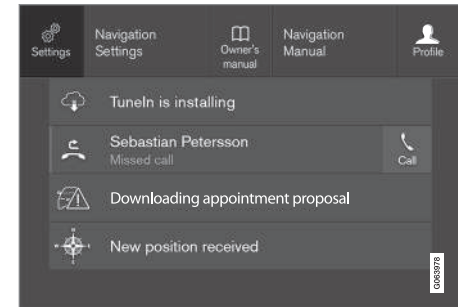 Settings
Navigation
Settings
Owner's
manual
Navigation
Manual
Profile
TuneIn is installing
Sebastian Petersson
Missed call
Call
Downloading appointment proposal
New position received
G063978